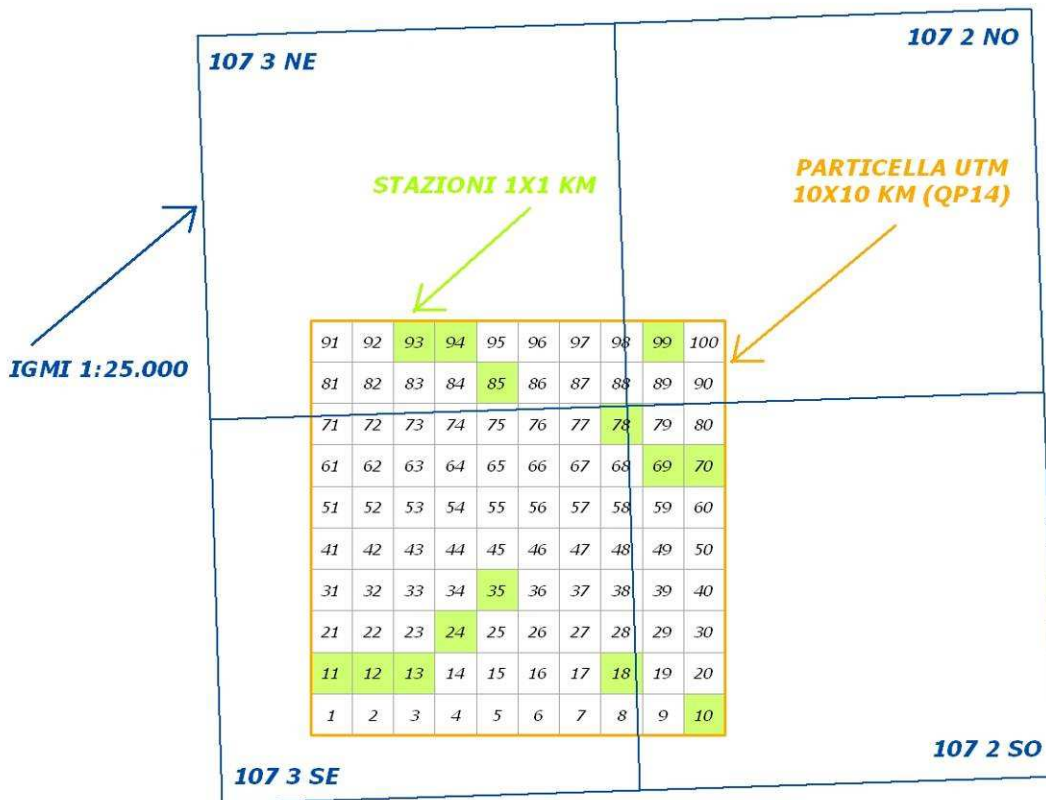 107 3 NE
107 2 NO
STAZIONI 1X1 KM
PARTICELLA UTM
10X10 KM (QP14)
IGMI 1:25.000
91 92 93 94 95 96 97 98 99 100
81 82 83 84 85 86 87 88 89 90
71 72 73 74 75 76 77 78 79 80
61 62 63 64 65 66 67 68 69 70
51 52 53 54 55 56 57 58 59 60
41 42 43 44 45 46 47 48 49 50
31 32 33 34 35 36 37 38 39 40
21 22 23 24 25 26 27 28 29 30
11 12 13 14 15 16 17 18 19 20
1 2 3 4 5 6 7 8 9 10
107 3 SE
107 2 SO